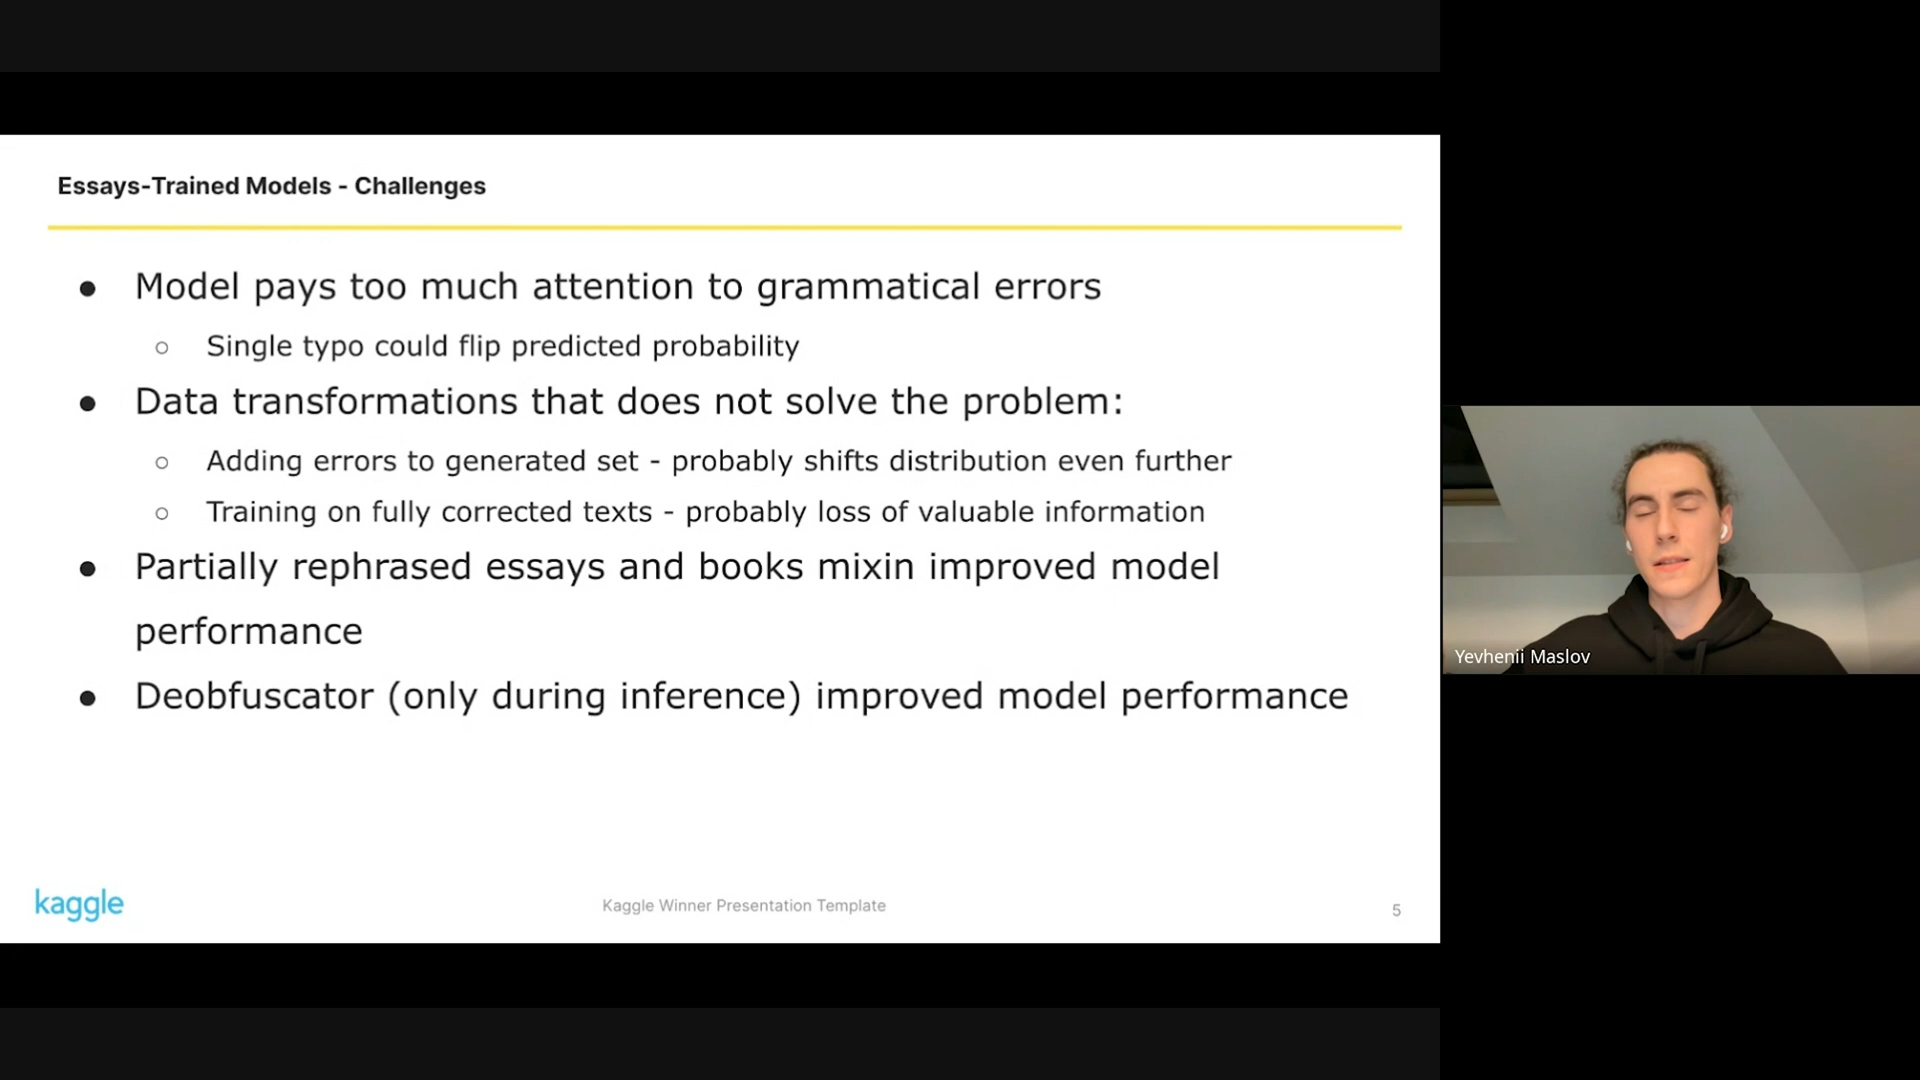 Essays-Trained Models - Challenges
● Model pays too much attention to grammatical errors
○ Single typo could flip predicted probability
● Data transformations that does not solve the problem:
○ Adding errors to generated set - probably shifts distribution even further
○ Training on fully corrected texts - probably loss of valuable information
● Partially rephrased essays and books mixin improved model
performance
● Deobfuscator (only during inference) improved model performance
kaggle
Kaggle Winner Presentation Template
5
Yevhenii Maslov